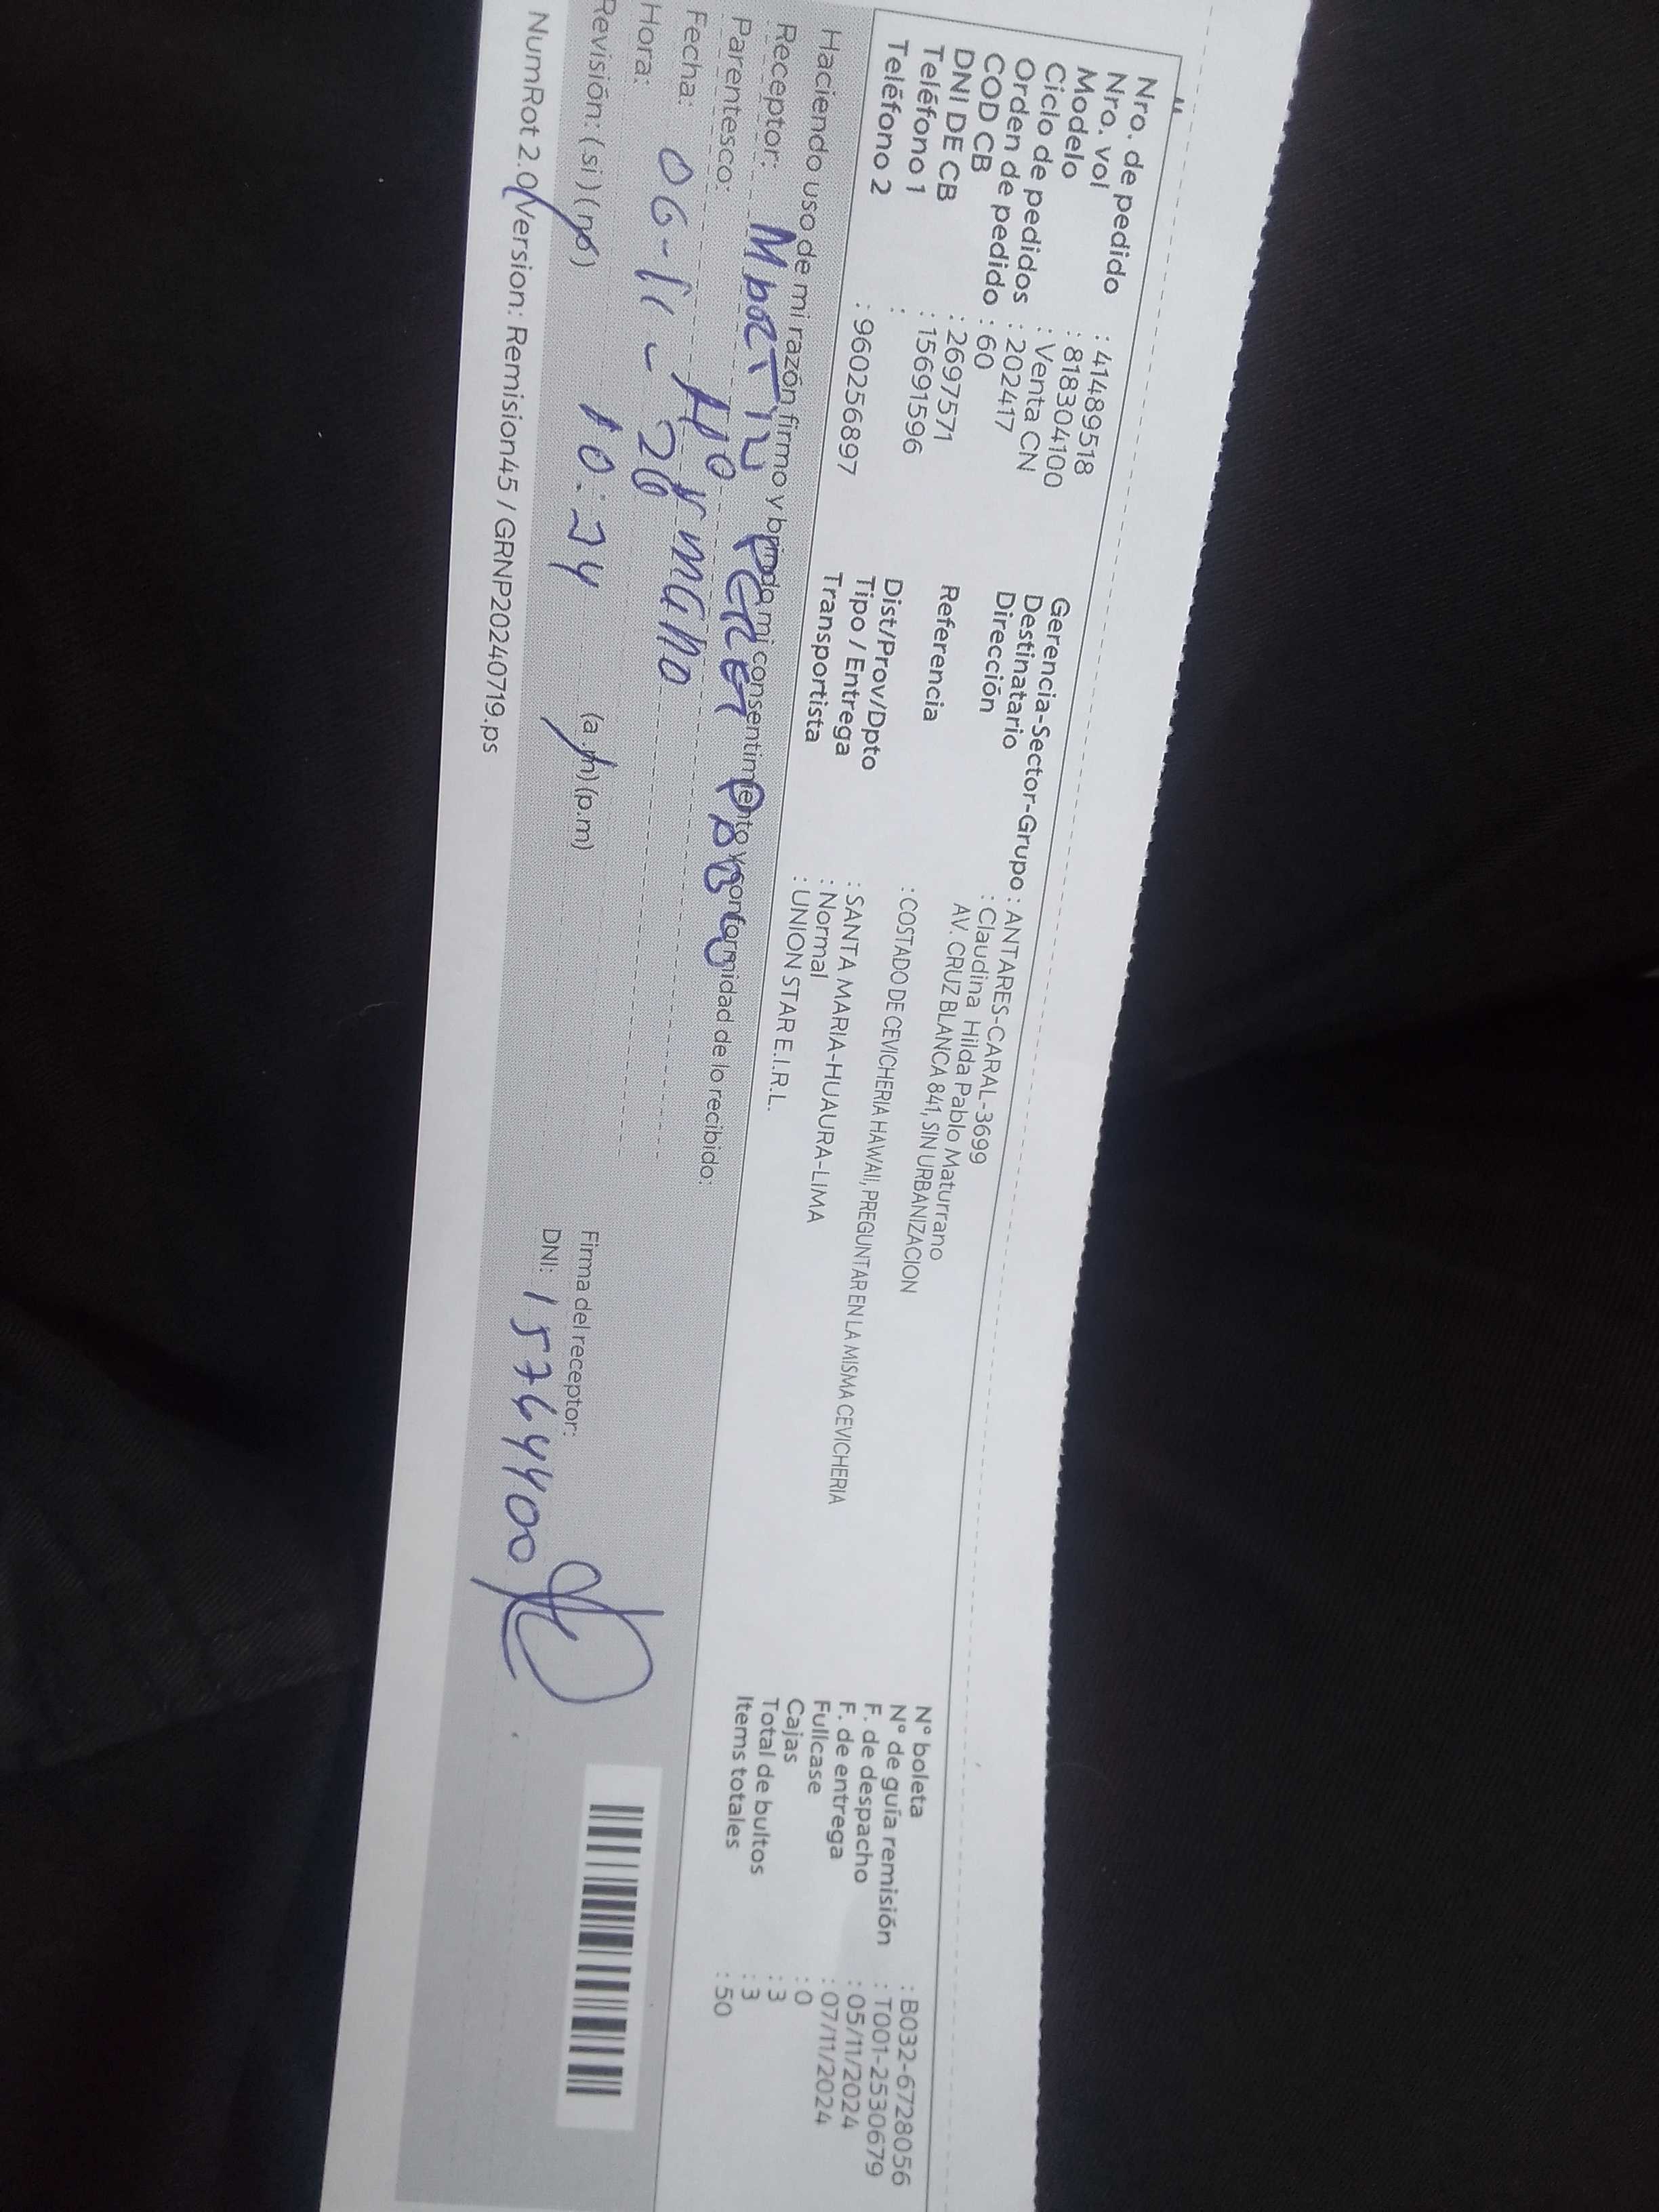 Nro. de pedido : 41489518
Nro. vol : 818304100
Modelo : Venta CN
Ciclo de pedidos : 202417
Orden de pedido : 60
COD CB : 2697571
DNI DE CB : 15691596
Teléfono 1 :
Teléfono 2 : 960256897
Gerencia-Sector-Grupo : ANTARES-CARAL-3699
Destinatario : Claudina Hilda Pablo Maturrano
Dirección AV. CRUZ BLANCA 841, SIN URBANIZACION
Referencia : COSTADO DE CEVICHERIA HAWAII, PREGUNTAR EN LA MISMA CEVICHERIA
Dist/Prov/Dpto : SANTA MARIA-HUAURA-LIMA
Tipo / Entrega : Normal
Transportista : UNION STAR E.I.R.L.
N° boleta : B032-6728056
N° de guía remisión : T001-2530679
F. de despacho : 05/11/2024
F. de entrega : 07/11/2024
Fullcase : 0
Cajas : 3
Total de bultos : 3
Items totales : 50
Haciendo uso de mi razón firmo y brindo mi consentimiento y conformidad de lo recibido:
Receptor:
Parentesco:
Fecha: 06-11-
Hora: 10:24 (a.m) (p.m)
Revisión: (si) (no)
Firma del receptor:
DNI: 15764400
NumRot 2.0/Version: Remision45 / GRNP20240719.ps